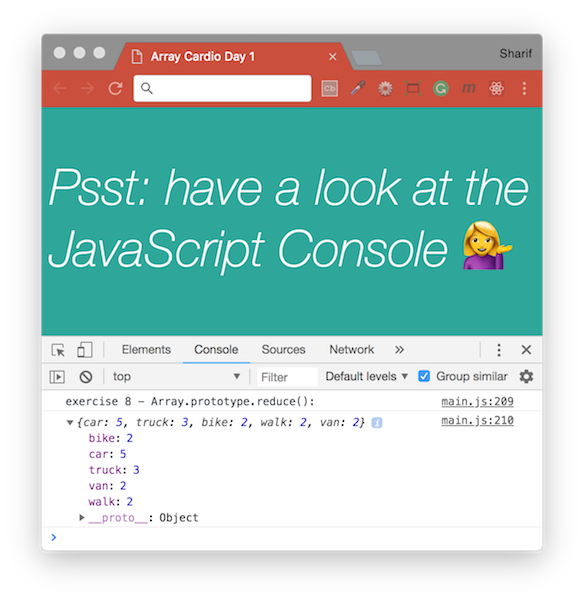 Array Cardio Day 1
Sharif
Cb
m
Psst: have a look at the
JavaScript Console 💁
Elements Console Sources Network »
top Filter Default levels Group similar
exercise 8 – Array.prototype.reduce(): main.js:209
{car: 5, truck: 3, bike: 2, walk: 2, van: 2} i main.js:210
bike: 2
car: 5
truck: 3
van: 2
walk: 2
__proto__: Object